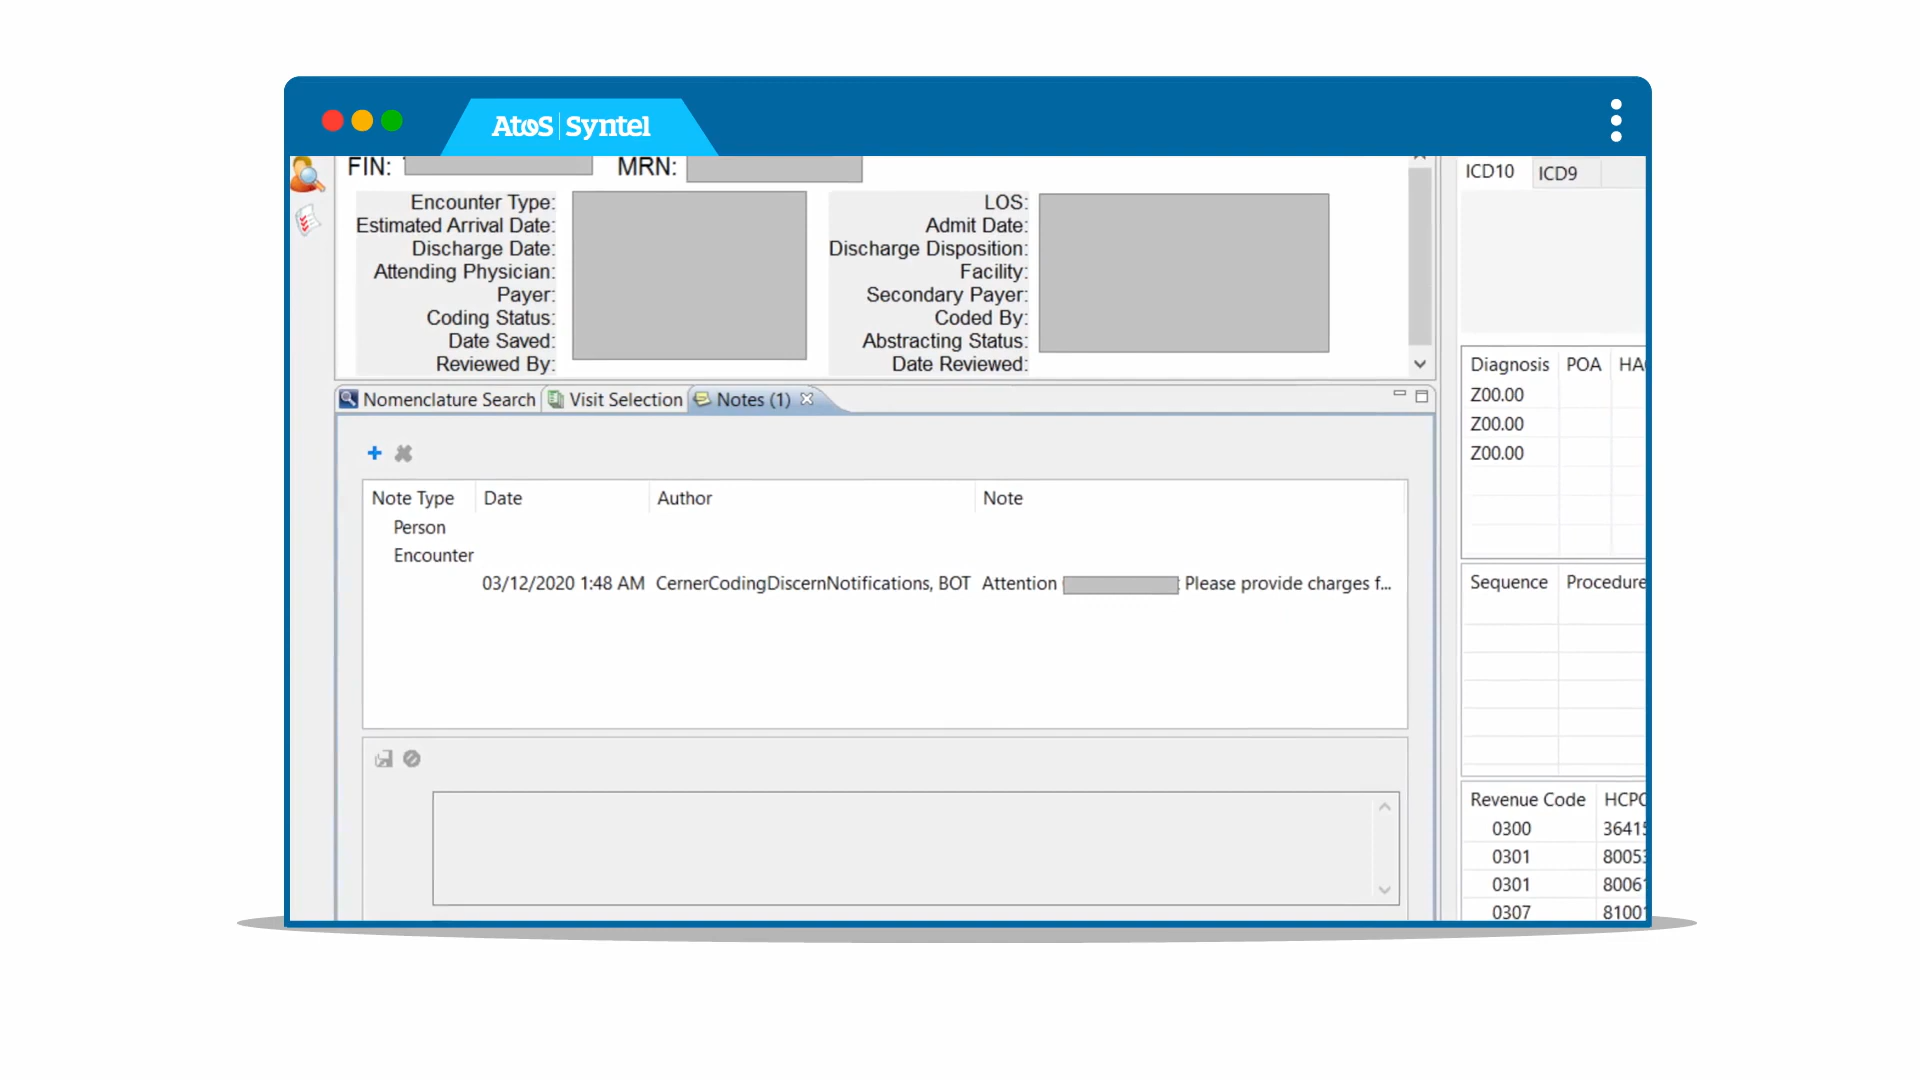 Atos | Syntel
FIN:
MRN:
Encounter Type:
Estimated Arrival Date:
Discharge Date:
Attending Physician:
Payer:
Coding Status:
Date Saved:
Reviewed By:
LOS:
Admit Date:
Discharge Disposition:
Facility:
Secondary Payer:
Coded By:
Abstracting Status:
Date Reviewed:
Nomenclature Search
Visit Selection
Notes (1)
Note Type Date Author Note
Person
Encounter
03/12/2020 1:48 AM CernerCodingDiscernNotifications, BOT Attention Please provide charges f...
ICD10 ICD9
Diagnosis POA
Z00.00
Z00.00
Z00.00
Sequence Procedure
Revenue Code HCPC
0300 36415
0301 80053
0301 8006
0307 8100